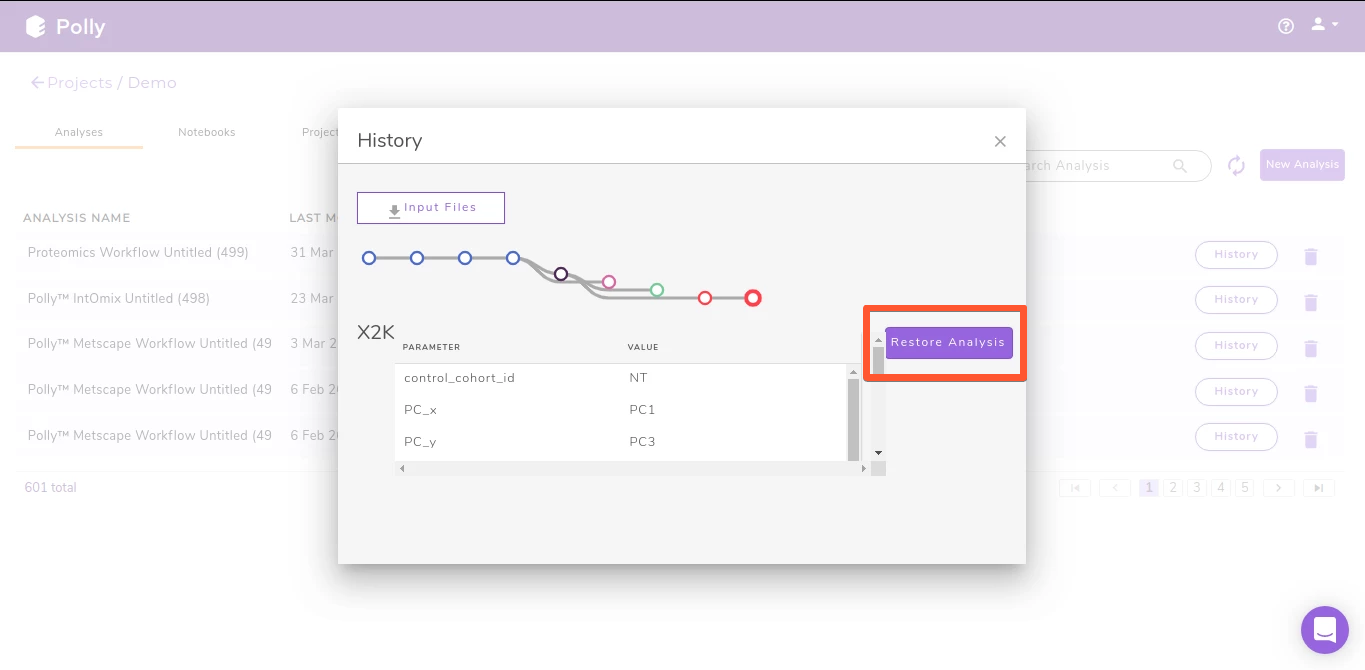 Polly
Projects / Demo
Analyses
Notebooks
Project
History
rch Analysis
New Analysis
Input Files
ANALYSIS NAME
LAST M
Proteomics Workflow Untitled (499)
31 Mar
History
Polly™ IntOmix Untitled (498)
23 Mar
History
Polly™ Metscape Workflow Untitled (49
3 Mar 2
History
Polly™ Metscape Workflow Untitled (49
6 Feb 20
History
Polly™ Metscape Workflow Untitled (49
6 Feb 20
History
X2K
PARAMETER
VALUE
Restore Analysis
control_cohort_id
NT
PC_x
PC1
PC_y
PC3
601 total
1
2
3
4
5